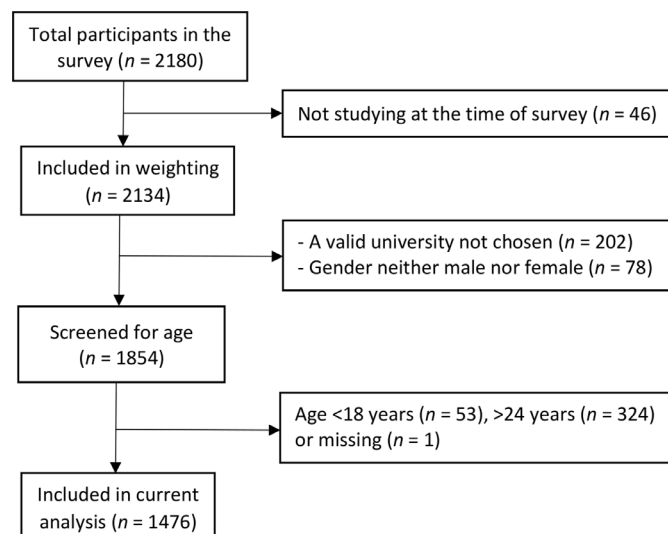 Total participants in the
survey (n = 2180)
Not studying at the time of survey (n = 46)
Included in weighting
(n = 2134)
- A valid university not chosen (n = 202)
- Gender neither male nor female (n = 78)
Screened for age
(n = 1854)
Age <18 years (n = 53), >24 years (n = 324)
or missing (n = 1)
Included in current
analysis (n = 1476)